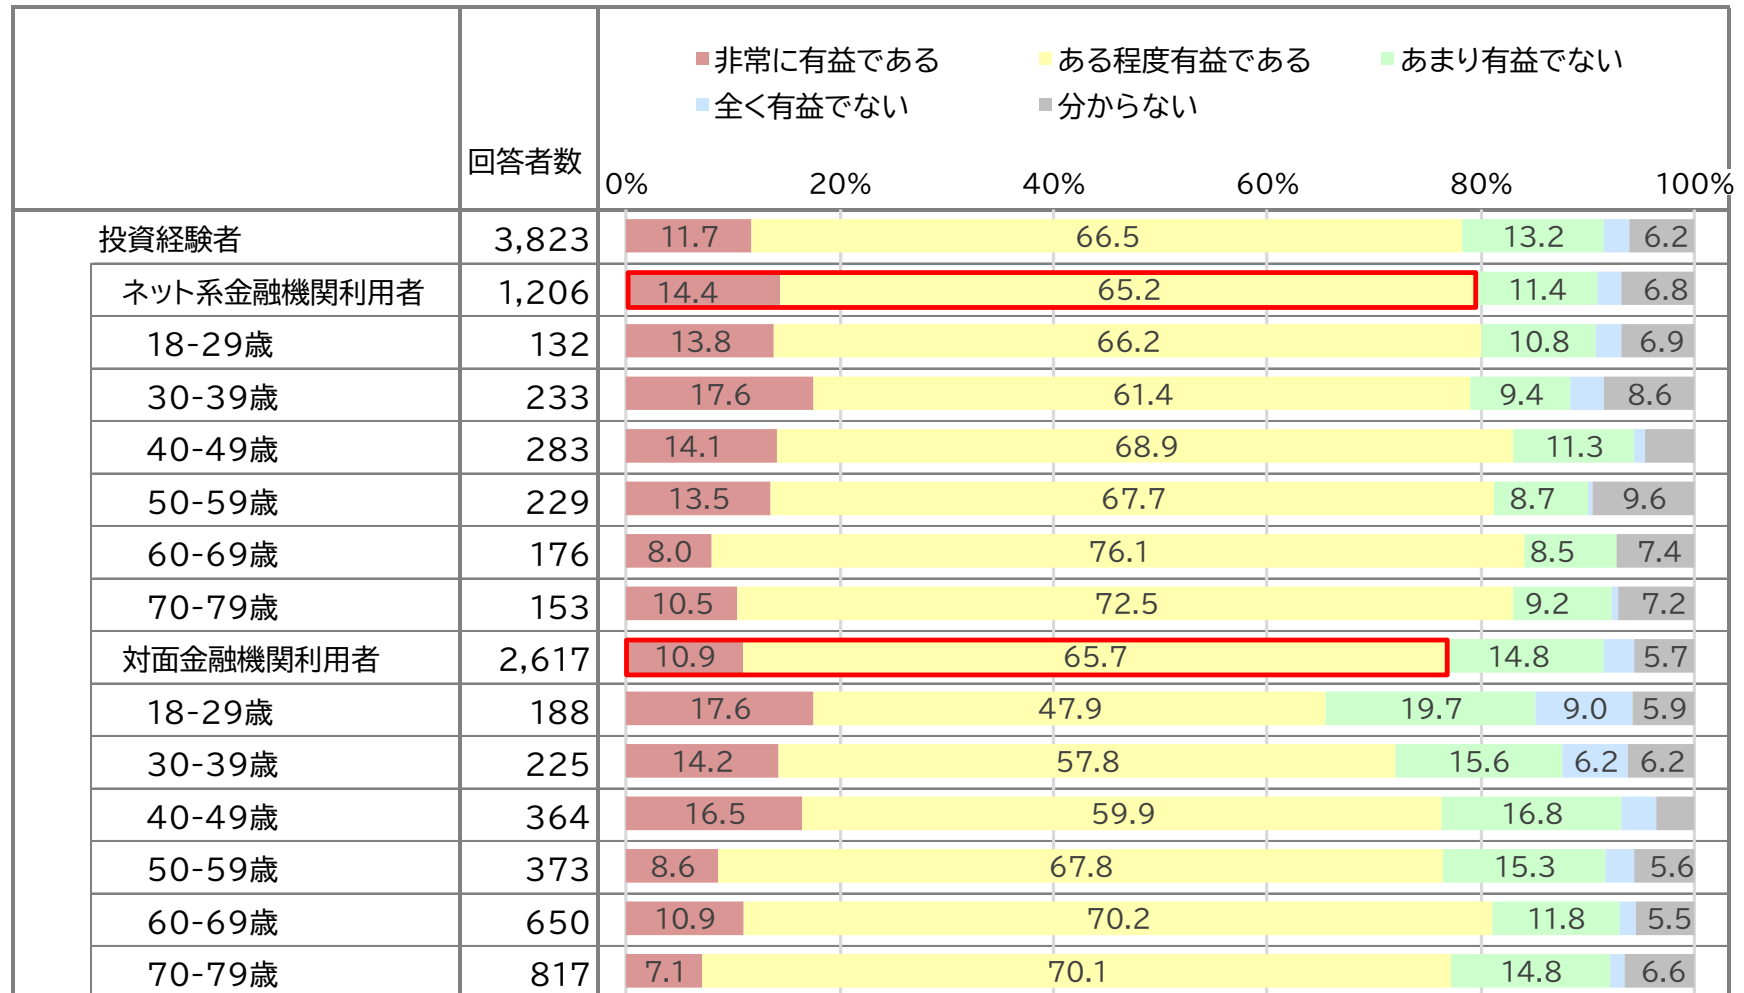 非常に有益である ある程度有益である あまり有益でない
全く有益でない 分からない
回答者数
0% 20% 40% 60% 80% 100%
投資経験者 3,823 11.7 66.5 13.2 6.2
ネット系金融機関利用者 1,206 14.4 65.2 11.4 6.8
18-29歳 132 13.8 66.2 10.8 6.9
30-39歳 233 17.6 61.4 9.4 8.6
40-49歳 283 14.1 68.9 11.3
50-59歳 229 13.5 67.7 8.7 9.6
60-69歳 176 8.0 76.1 8.5 7.4
70-79歳 153 10.5 72.5 9.2 7.2
対面金融機関利用者 2,617 10.9 65.7 14.8 5.7
18-29歳 188 17.6 47.9 19.7 9.0 5.9
30-39歳 225 14.2 57.8 15.6 6.2 6.2
40-49歳 364 16.5 59.9 16.8
50-59歳 373 8.6 67.8 15.3 5.6
60-69歳 650 10.9 70.2 11.8 5.5
70-79歳 817 7.1 70.1 14.8 6.6